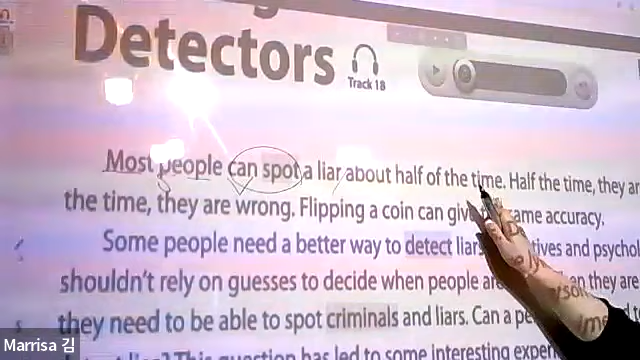 Detectors
Track 18
Most people can spot a liar about half of the time. Half the time, they ar
the time, they are wrong. Flipping a coin can giv ame accuracy.
Some people need a better way to detect liars tives and psychol
shouldn't rely on guesses to decide when people ar en they are
they need to be able to spot criminals and liars. Can a pe
t liar? This question has led to some interesting exper
Marrisa 김